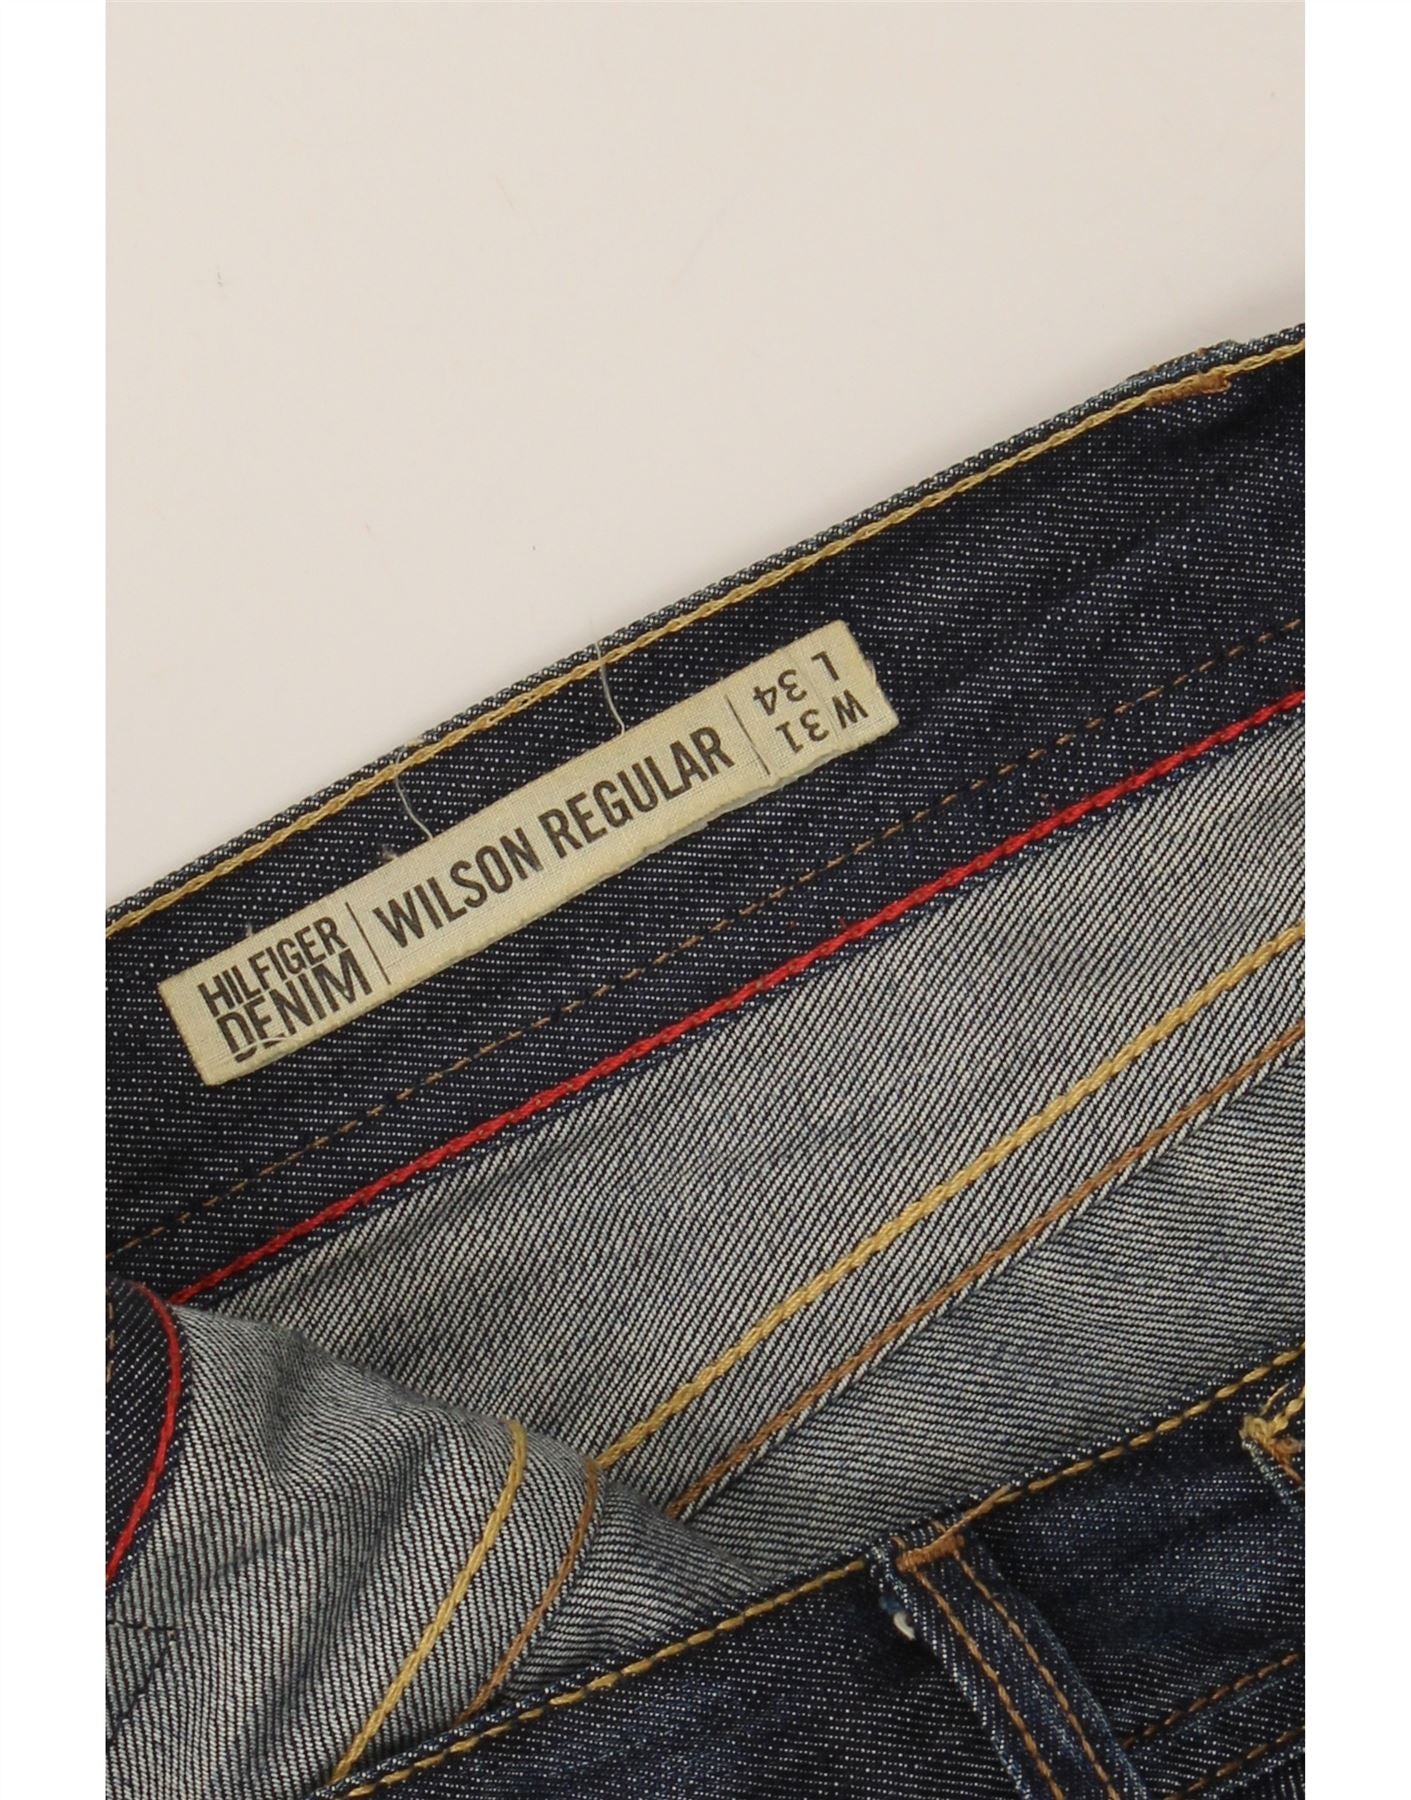 HILFIGER
DENIM
WILSON REGULAR
W 31
L 34